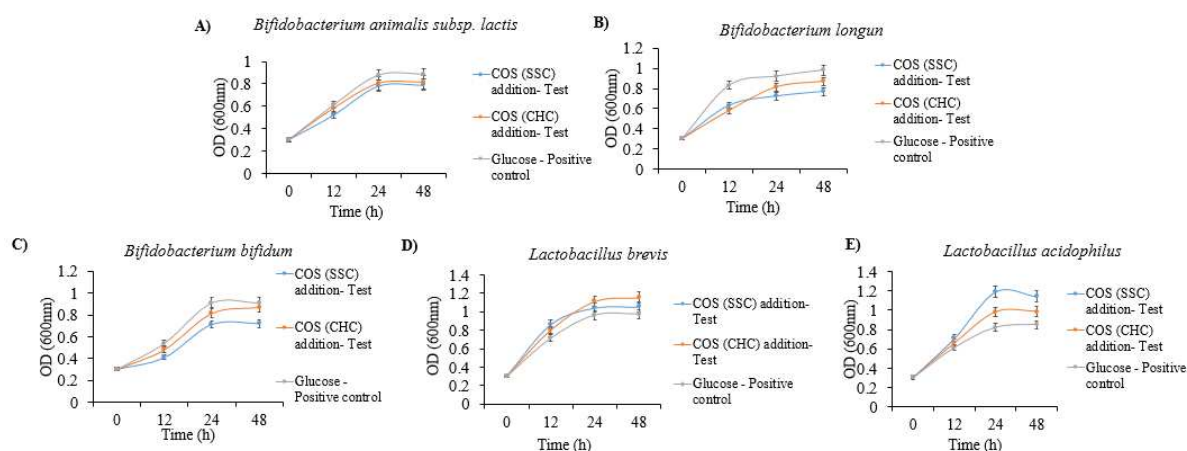 A)
Bifidobacterium animalis subsp. lactis
OD (600nm)
1
0.8
0.6
0.4
0.2
0
0
12
24
48
Time (h)
COS (SSC)
addition- Test
COS (CHC)
addition- Test
Glucose - Positive
control
B)
Bifidobacterium longun
OD (600nm)
1.2
1
0.8
0.6
0.4
0.2
0
0
12
24
48
Time (h)
COS (SSC)
addition- Test
COS (CHC)
addition- Test
Glucose - Positive
control
C)
Bifidobacterium bifidum
OD (600nm)
1.2
1
0.8
0.6
0.4
0.2
0
0
12
24
48
Time (h)
COS (SSC)
addition- Test
COS (CHC)
addition- Test
Glucose -
Positive control
D)
Lactobacillus brevis
OD (600nm)
1.4
1.2
1
0.8
0.6
0.4
0.2
0
0
12
24
48
Time (h)
COS (SSC) addition-
Test
COS (CHC) addition-
Test
Glucose - Positive control
E)
Lactobacillus acidophilus
OD (600nm)
1.4
1.2
1
0.8
0.6
0.4
0.2
0
0
12
24
48
Time (h)
COS (SSC)
addition- Test
COS (CHC)
addition- Test
Glucose - Positive
control